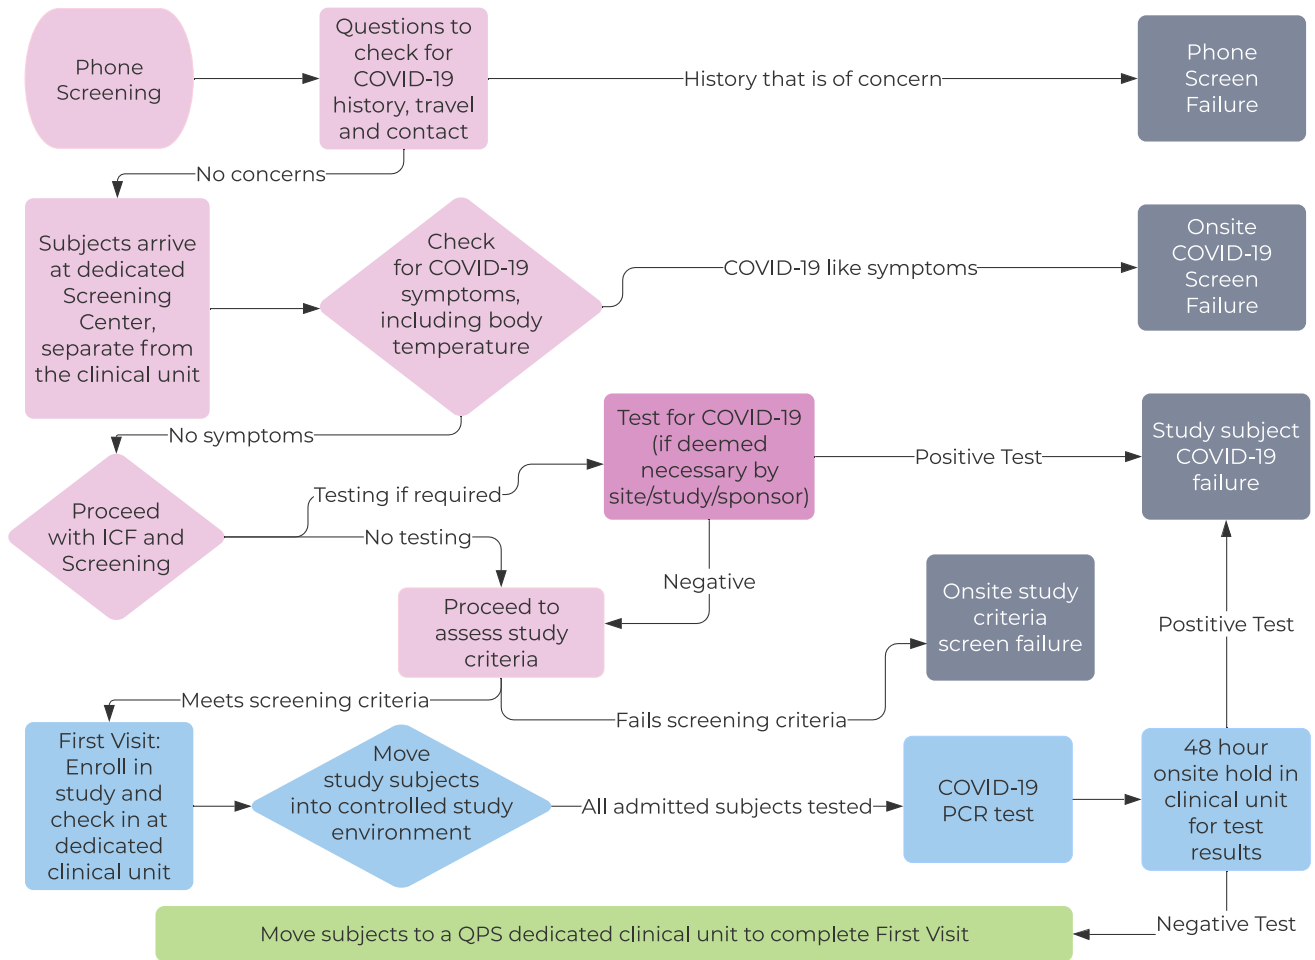 Phone
Screening
Questions to
check for
COVID-19
history, travel
and contact
History that is of concern
Phone
Screen
Failure
No concerns
Subjects arrive
at dedicated
Screening
Center,
separate from
the clinical unit
Check
for COVID-19
symptoms,
including body
temperature
COVID-19 like symptoms
Onsite
COVID-19
Screen
Failure
No symptoms
Proceed
with ICF and
Screening
Testing if required
Test for COVID-19
(if deemed
necessary by
site/study/sponsor)
Positive Test
Study subject
COVID-19
failure
No testing
Negative
Proceed to
assess study
criteria
Onsite study
criteria
screen failure
Postitive Test
Meets screening criteria
Fails screening criteria
First Visit:
Enroll in
study and
check in at
dedicated
clinical unit
Move
study subjects
into controlled study
environment
All admitted subjects tested
COVID-19
PCR test
48 hour
onsite hold in
clinical unit
for test
results
Negative Test
Move subjects to a QPS dedicated clinical unit to complete First Visit